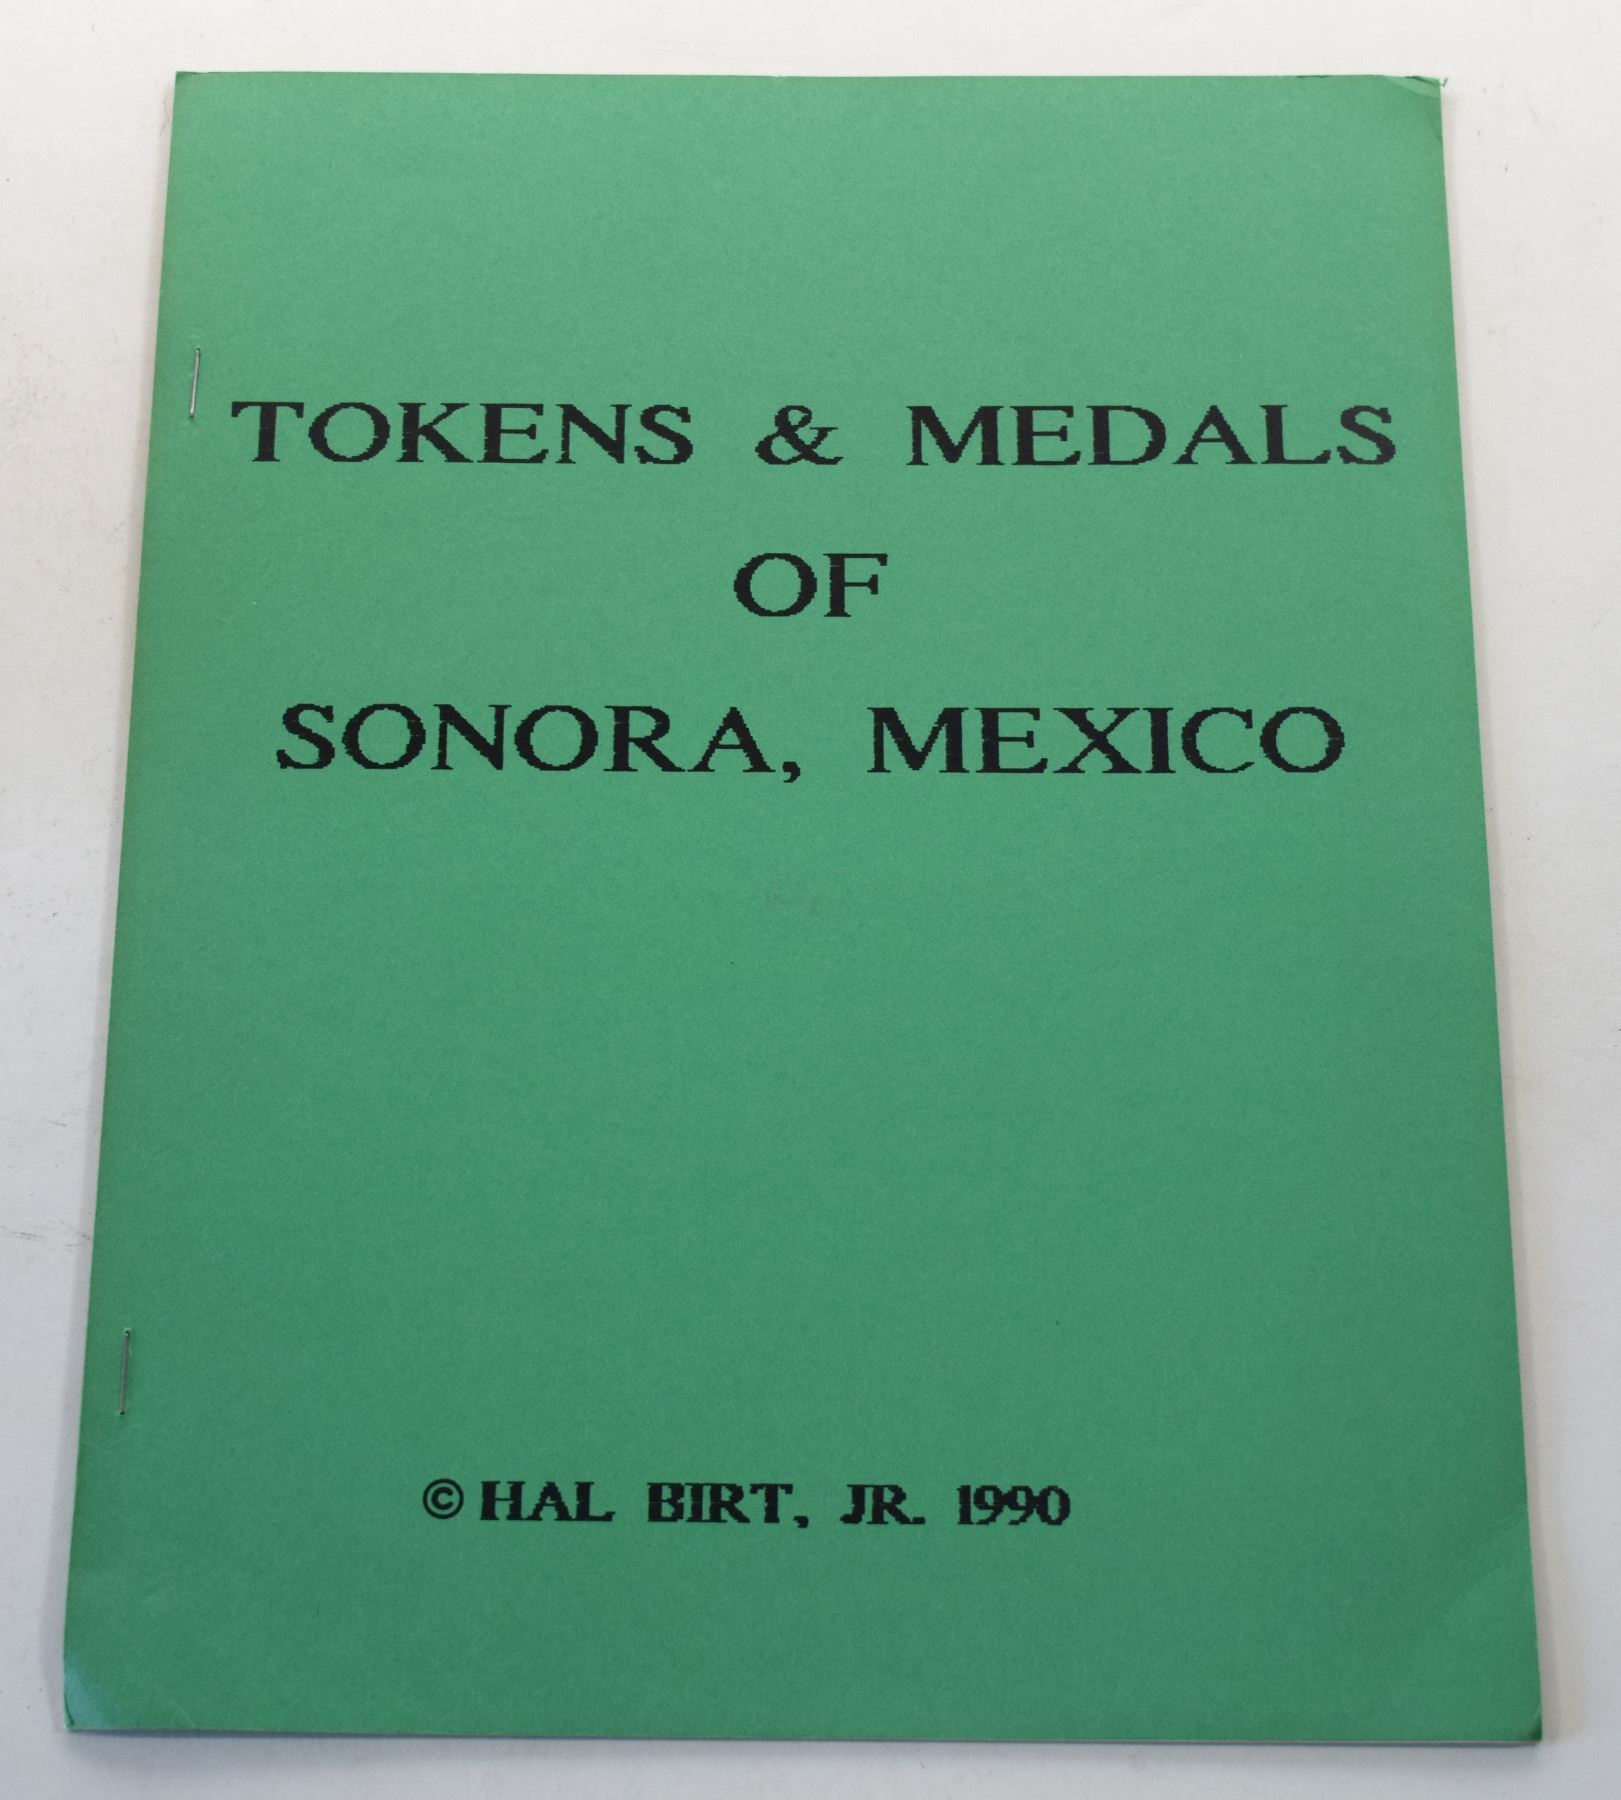 TOKENS & MEDALS
OF
SONORA, MEXICO
© HAL BIRT, JR. 1990